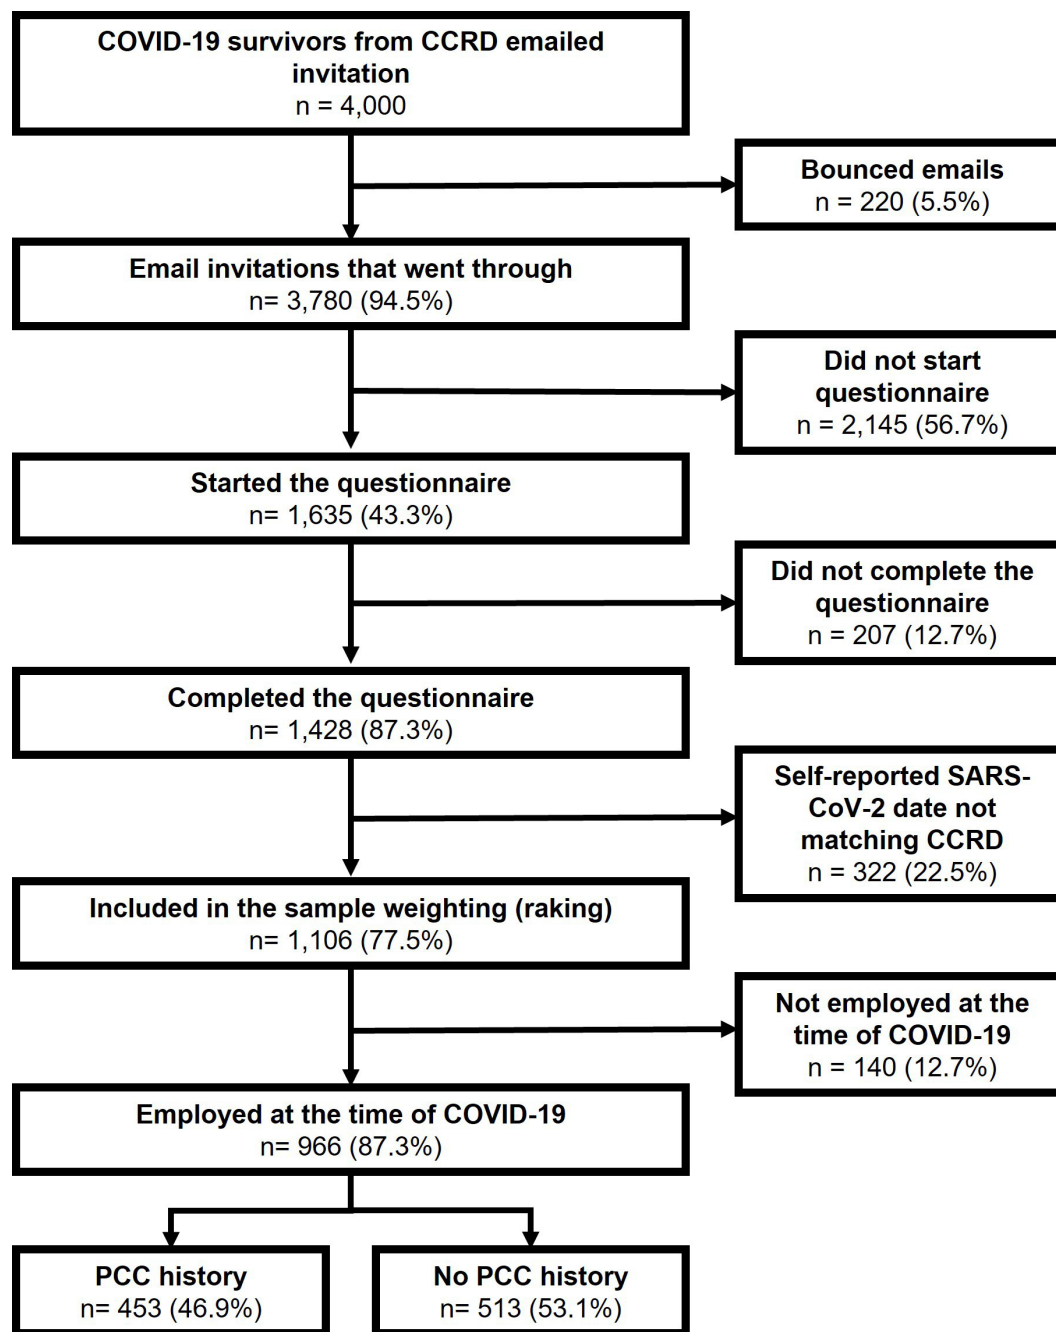 COVID-19 survivors from CCRD emailed
invitation
n = 4,000
Bounced emails
n = 220 (5.5%)
Email invitations that went through
n= 3,780 (94.5%)
Did not start
questionnaire
n = 2,145 (56.7%)
Started the questionnaire
n= 1,635 (43.3%)
Did not complete the
questionnaire
n = 207 (12.7%)
Completed the questionnaire
n= 1,428 (87.3%)
Self-reported SARS-
CoV-2 date not
matching CCRD
n = 322 (22.5%)
Included in the sample weighting (raking)
n= 1,106 (77.5%)
Not employed at the
time of COVID-19
n = 140 (12.7%)
Employed at the time of COVID-19
n= 966 (87.3%)
PCC history
n= 453 (46.9%)
No PCC history
n= 513 (53.1%)